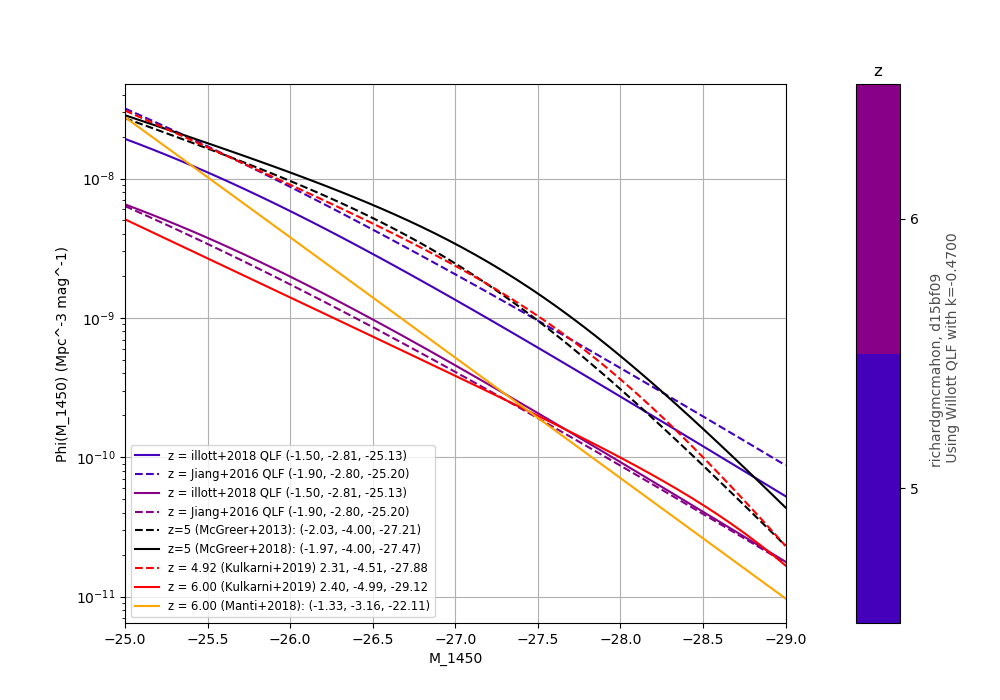 z
10⁻⁸
10⁻⁹
10⁻¹⁰
10⁻¹¹
Phi(M_1450) (Mpc^-3 mag^-1)
z = illott+2018 QLF (-1.50, -2.81, -25.13)
z = Jiang+2016 QLF (-1.90, -2.80, -25.20)
z = illott+2018 QLF (-1.50, -2.81, -25.13)
z = Jiang+2016 QLF (-1.90, -2.80, -25.20)
z=5 (McGreer+2013): (-2.03, -4.00, -27.21)
z=5 (McGreer+2018): (-1.97, -4.00, -27.47)
z = 4.92 (Kulkarni+2019) 2.31, -4.51, -27.88
z = 6.00 (Kulkarni+2019) 2.40, -4.99, -29.12
z = 6.00 (Manti+2018): (-1.33, -3.16, -22.11)
−25.0 −25.5 −26.0 −26.5 −27.0 −27.5 −28.0 −28.5 −29.0
M_1450
6
5
richardgmcmahon, d15bf09
Using Willott QLF with k=-0.4700